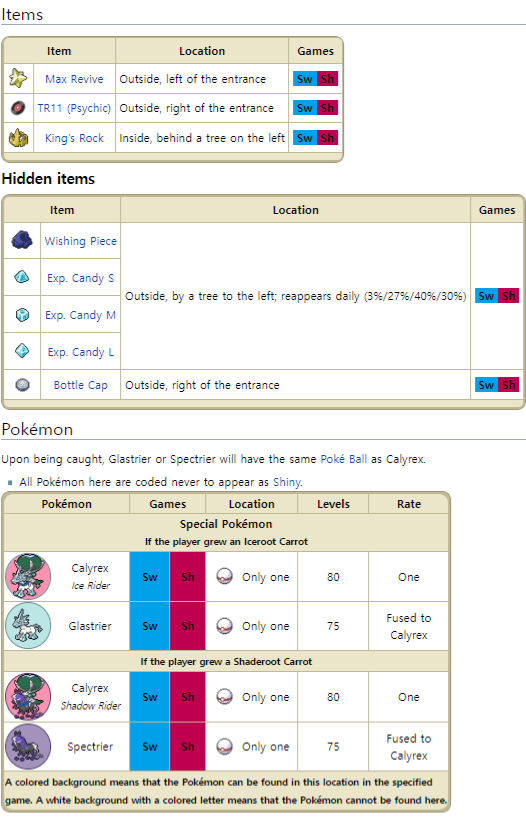 Items
Item Location Games
Max Revive Outside, left of the entrance Sw Sh
TR11 (Psychic) Outside, right of the entrance Sw Sh
King's Rock Inside, behind a tree on the left Sw Sh
Hidden items
Item Location Games
Wishing Piece
Exp. Candy S
Outside, by a tree to the left; reappears daily (3%/27%/40%/30%) Sw Sh
Exp. Candy M
Exp. Candy L
Bottle Cap Outside, right of the entrance Sw Sh
Pokémon
Upon being caught, Glastrier or Spectrier will have the same Poké Ball as Calyrex.
All Pokémon here are coded never to appear as Shiny.
Pokémon Games Location Levels Rate
Special Pokémon
If the player grew an Iceroot Carrot
Calyrex
Ice Rider
Sw Sh Only one 80 One
Glastrier Sw Sh Only one 75 Fused to
Calyrex
If the player grew a Shaderoot Carrot
Calyrex
Shadow Rider
Sw Sh Only one 80 One
Spectrier Sw Sh Only one 75 Fused to
Calyrex
A colored background means that the Pokémon can be found in this location in the specified
game. A white background with a colored letter means that the Pokémon cannot be found here.